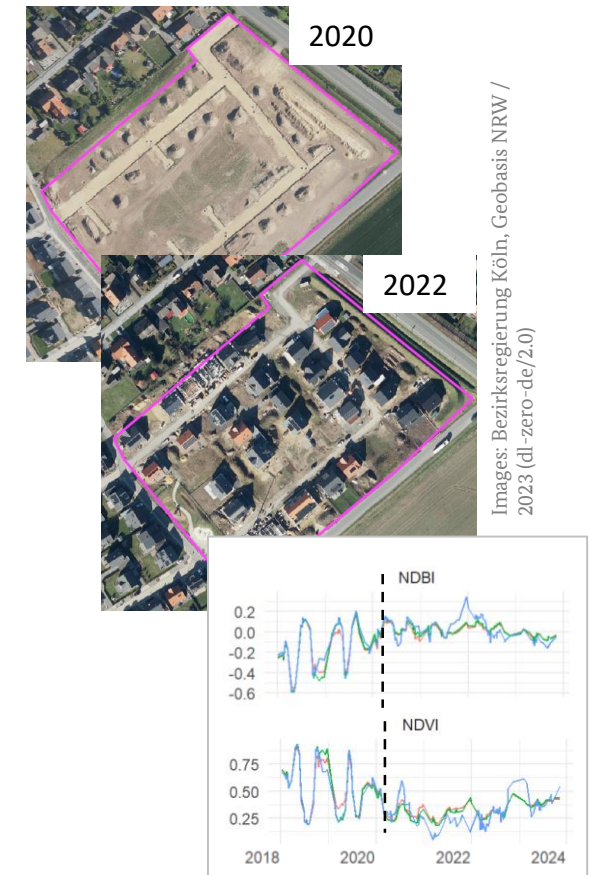 2020
2022
Images: Bezirksregierung Köln, Geobasis NRW /
2023 (dl-zero-de/2.0)
NDBI
0.2
0.0
-0.2
-0.4
-0.6
NDVI
0.75
0.50
0.25
2018 2020 2022 2024